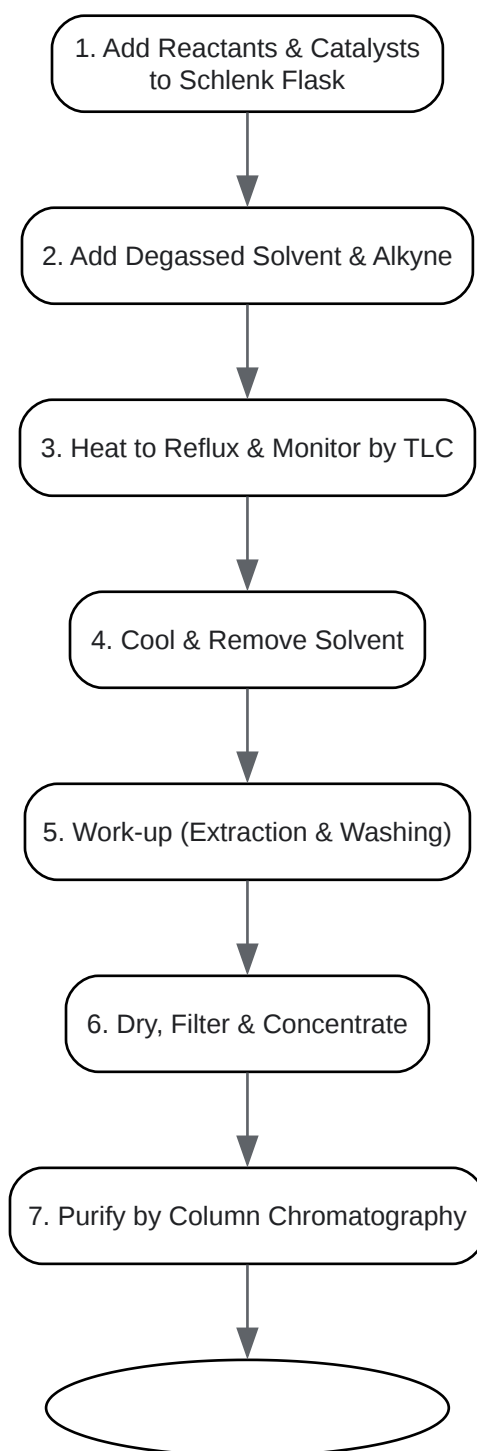 1. Add Reactants & Catalysts
to Schlenk Flask
2. Add Degassed Solvent & Alkyne
3. Heat to Reflux & Monitor by TLC
4. Cool & Remove Solvent
5. Work-up (Extraction & Washing)
6. Dry, Filter & Concentrate
7. Purify by Column Chromatography